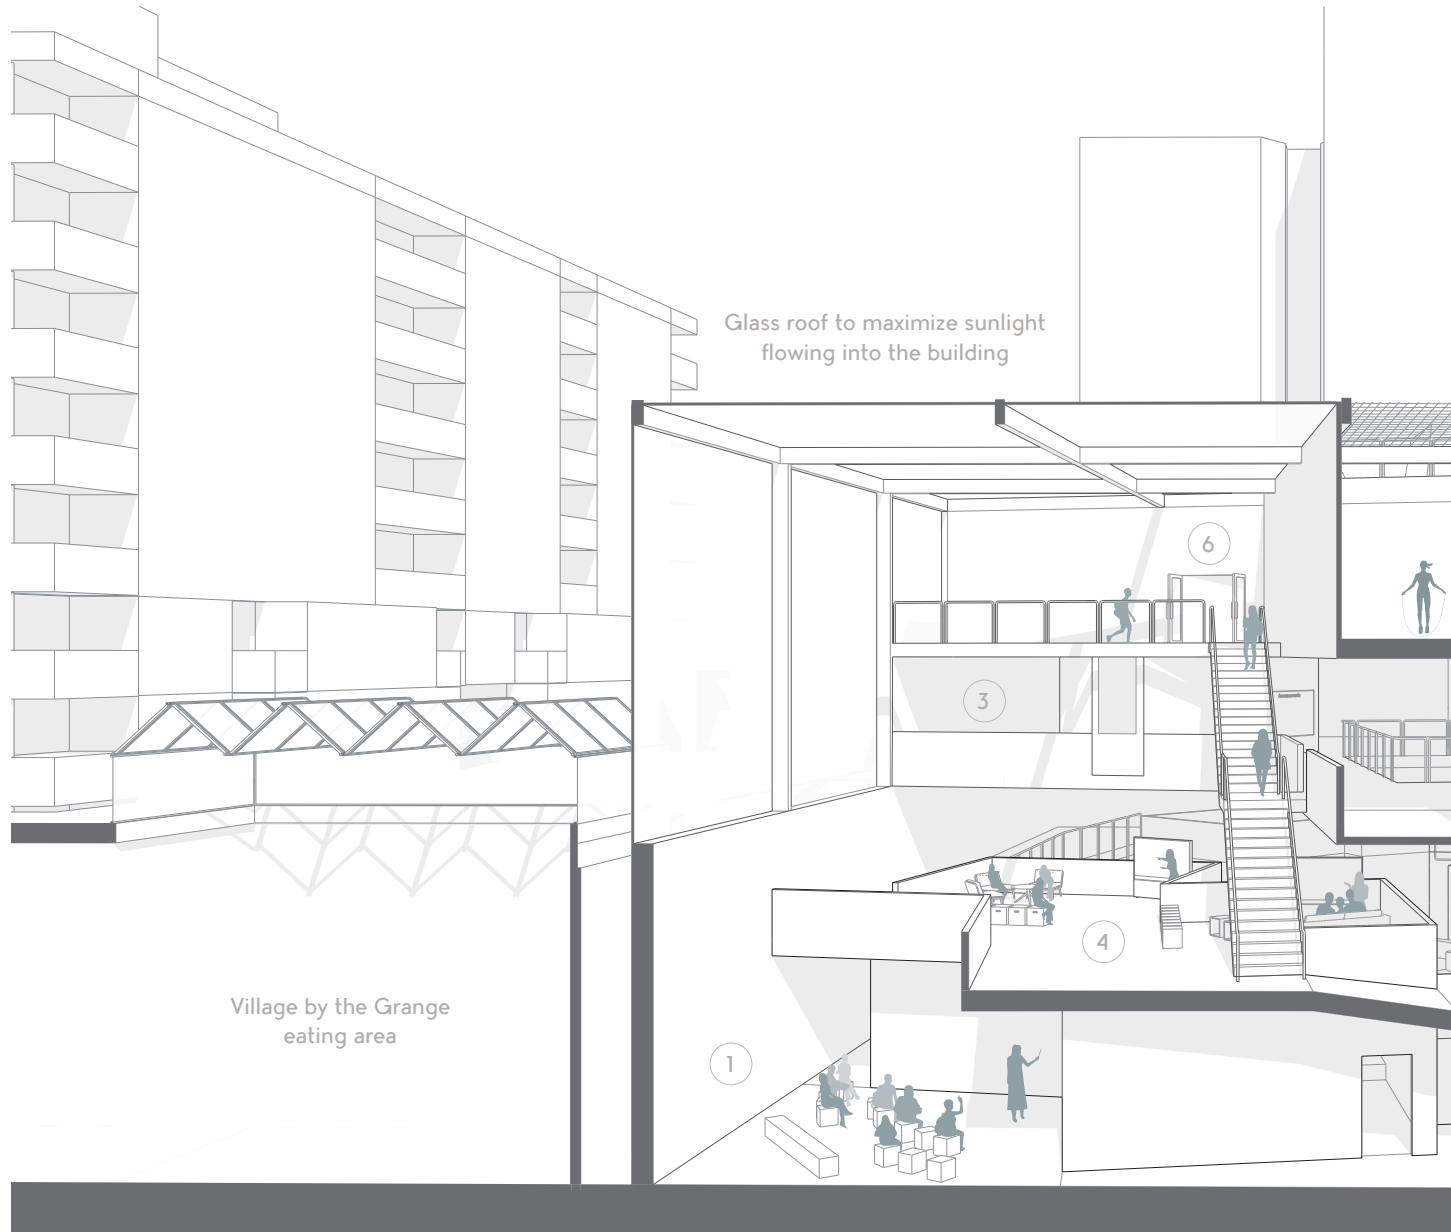 Glass roof to maximize sunlight
flowing into the building
6
3
4
Village by the Grange
eating area
1